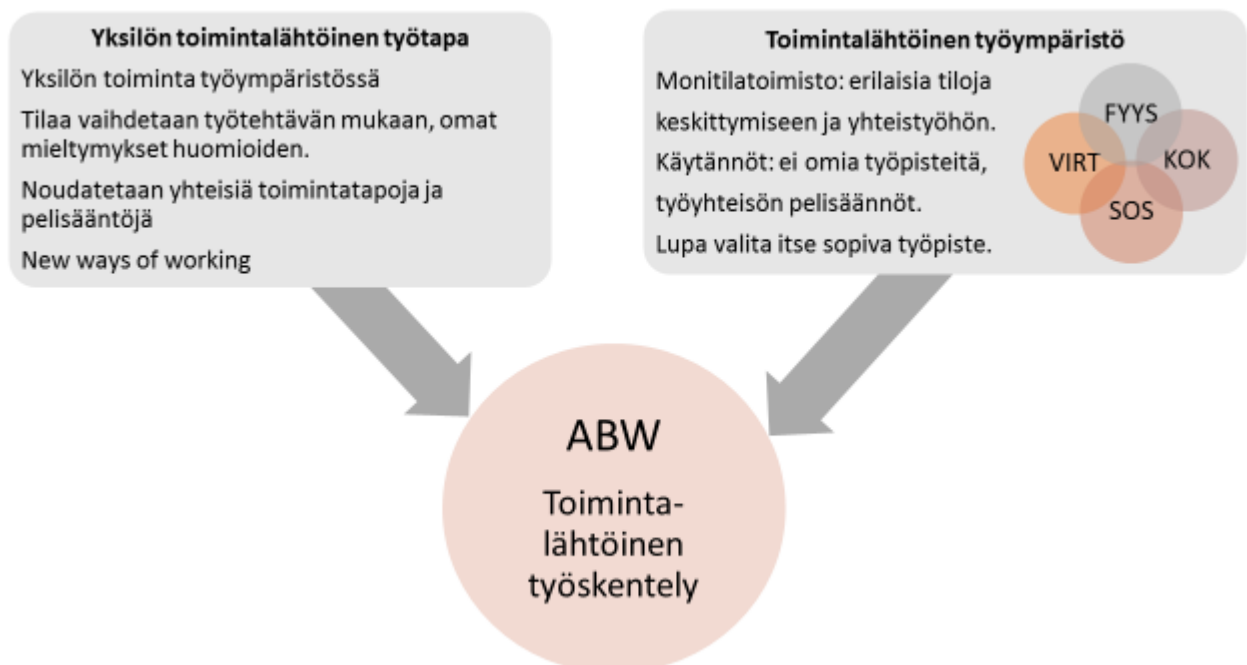 Yksilön toimintalähtöinen työtapa
Yksilön toiminta työympäristössä
Tilaa vaihdetaan työtehtävän mukaan, omat
mieltymykset huomioiden.
Noudatetaan yhteisiä toimintatapoja ja
pelisääntöjä
New ways of working
Toimintalähtöinen työympäristö
Monitilatoimisto: erilaisia tiloja
keskittymiseen ja yhteistyöhön.
Käytännöt: ei omia työpisteitä,
työyhteisön pelisäännöt.
Lupa valita itse sopiva työpiste.
FYYS
VIRT
KOK
SOS
ABW
Toiminta-
lähtöinen
työskentely